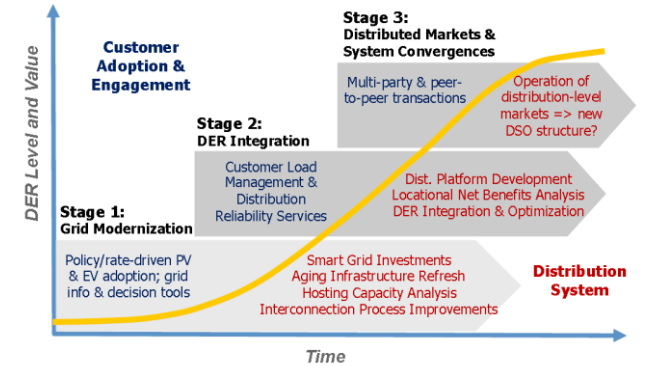 Stage 3:
Distributed Markets &
System Convergences
Customer
Adoption &
Engagement
Multi-party & peer-
to-peer transactions
Operation of
distribution-level
markets => new
DSO structure?
Stage 2:
DER Integration
Customer Load
Management &
Distribution
Reliability Services
Dist. Platform Development
Locational Net Benefits Analysis
DER Integration & Optimization
Stage 1:
Grid Modernization
Policy/rate-driven PV
& EV adoption; grid
info & decision tools
Smart Grid Investments
Aging Infrastructure Refresh
Hosting Capacity Analysis
Interconnection Process Improvements
Distribution
System
DER Level and Value
Time